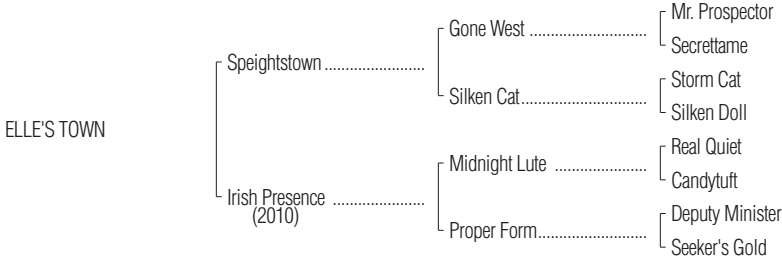 Mr. Prospector
Gone West ............................
Secrettame
Speightstown ........................
Storm Cat
Silken Cat..............................
Silken Doll
ELLE'S TOWN
Real Quiet
Midnight Lute ......................
Candytuft
Irish Presence ......................
(2010)
Deputy Minister
Proper Form..........................
Seeker's Gold